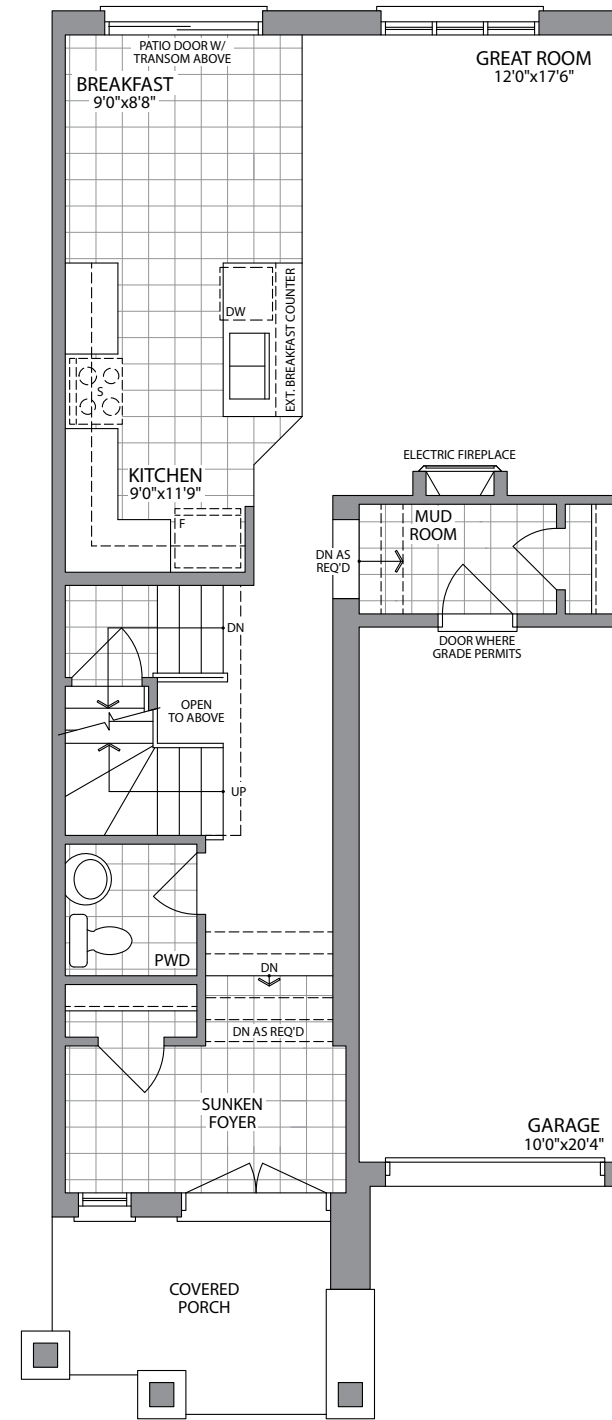 PATIO DOOR W/
TRANSOM ABOVE
BREAKFAST
9'0"x8'8"
GREAT ROOM
12'0"x17'6"
DW
EXT. BREAKFAST COUNTER
S
KITCHEN
9'0"x11'9"
F
ELECTRIC FIREPLACE
MUD
ROOM
DN AS
REQ'D
DOOR WHERE
GRADE PERMITS
DN
OPEN
TO ABOVE
UP
PWD
DN
DN AS REQ'D
SUNKEN
FOYER
GARAGE
10'0"x20'4"
COVERED
PORCH